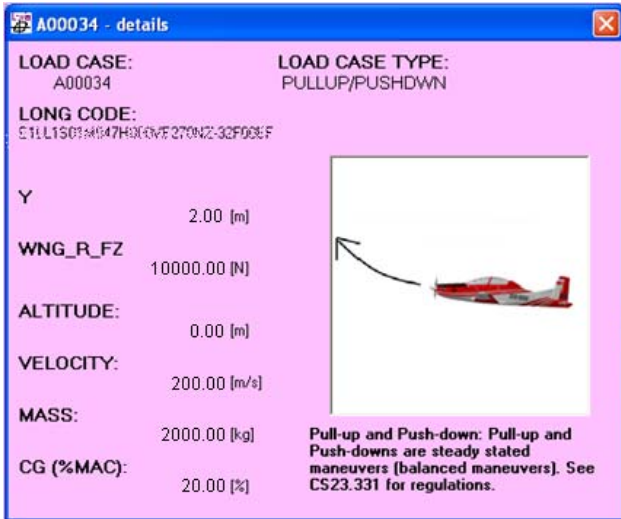 A00034 - details
LOAD CASE:
A00034
LOAD CASE TYPE:
PULLUP/PUSHDWN
LONG CODE:
Y
2.00 [m]
WNG_R_FZ
10000.00 [N]
ALTITUDE:
0.00 [m]
VELOCITY:
200.00 [m/s]
MASS:
2000.00 [kg]
CG (%MAC):
20.00 [%]
Pull-up and Push-down: Pull-up and
Push-downs are steady stated
maneuvers (balanced maneuvers). See
CS23.331 for regulations.